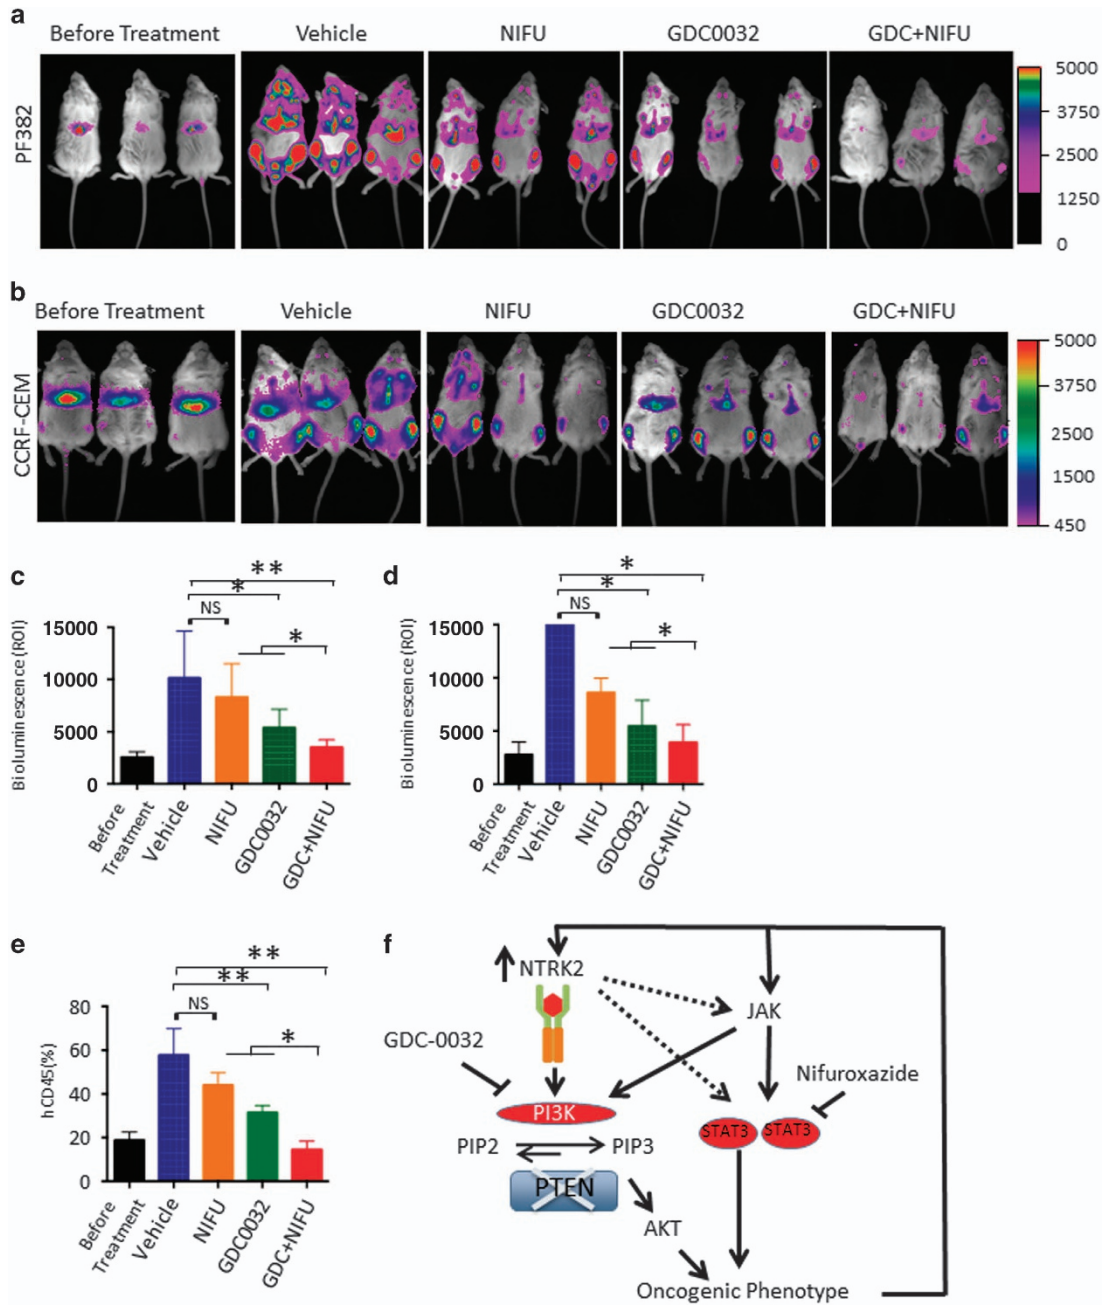 a
Before Treatment Vehicle NIFU GDC0032 GDC+NIFU
PF382
5000
3750
2500
1250
0
b
Before Treatment Vehicle NIFU GDC0032 GDC+NIFU
CCRF-CEM
5000
3750
2500
1500
450
c
**
*
NS
*
Bioluminescence (ROI)
15000
10000
5000
0
Before Treatment
Vehicle
NIFU
GDC0032
GDC+NIFU
d
*
*
NS
*
Bioluminescence (ROI)
15000
10000
5000
0
Before Treatment
Vehicle
NIFU
GDC0032
GDC+NIFU
e
**
**
NS
*
hCD45(%)
80
60
40
20
0
Before Treatment
Vehicle
NIFU
GDC0032
GDC+NIFU
f
NTRK2
JAK
GDC-0032
Nifuroxazide
PI3K
STAT3 STAT3
PIP2 PIP3
PTEN
AKT
Oncogenic Phenotype